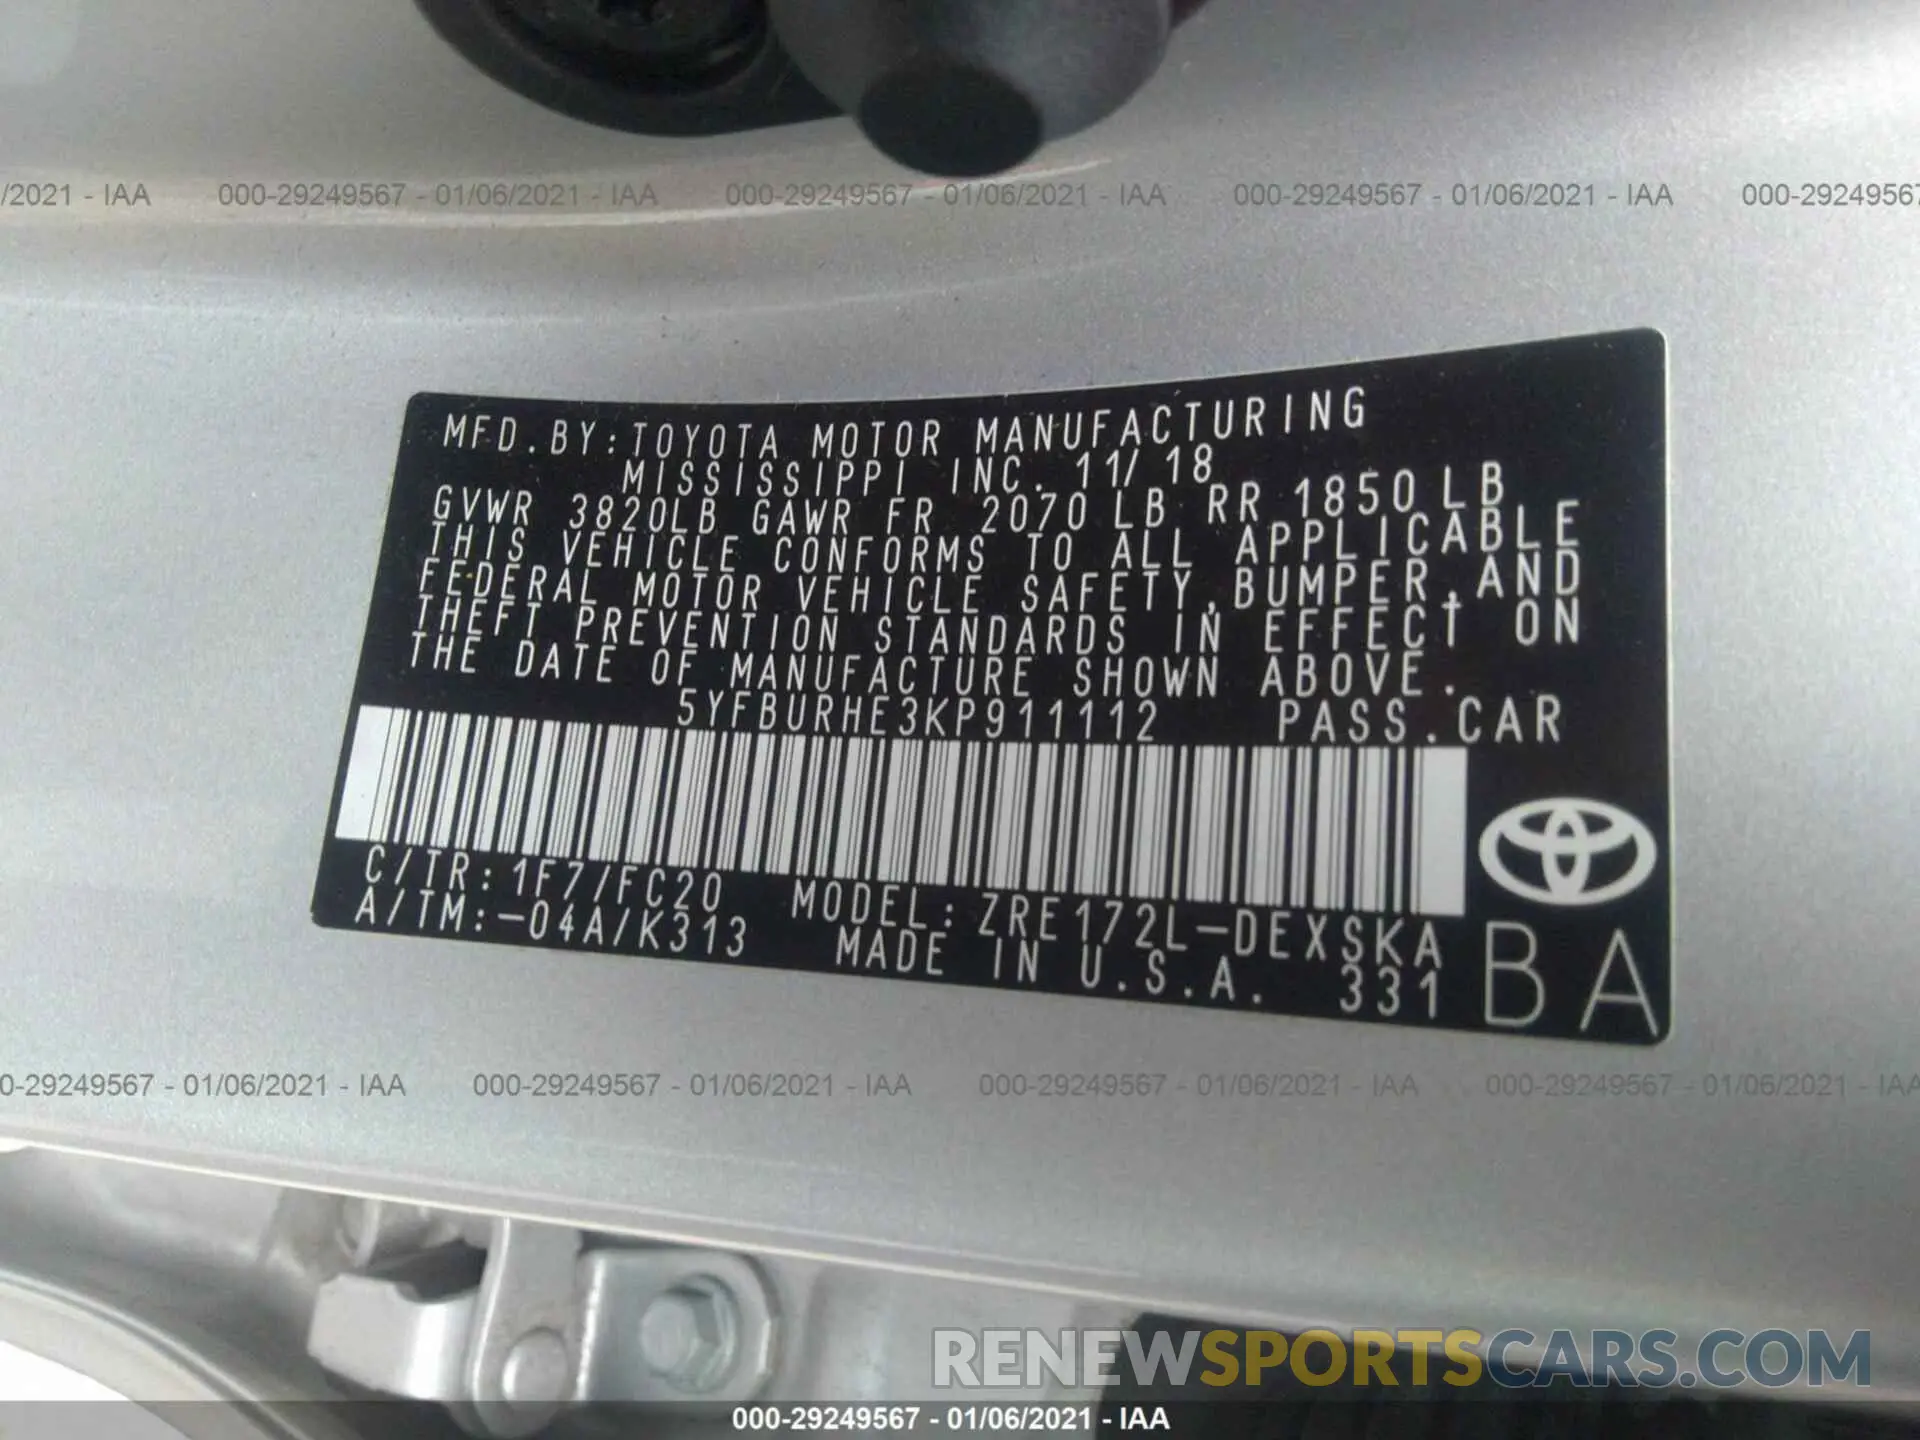 /2021 - IAA 000-29249567 - 01/06/2021 - IAA 000-29249567 - 01/06/2021 - IAA 000-29249567 - 01/06/2021 - IAA 000-29249567
MFD.BY:TOYOTA MOTOR MANUFACTURING
MISSISSIPPI INC. 11/18
GVWR 3820LB GAWR FR 2070 LB RR 1850 LB
THIS VEHICLE CONFORMS TO ALL APPLICABLE
FEDERAL MOTOR VEHICLE SAFETY,BUMPER,AND
THEFT PREVENTION STANDARDS IN EFFECT ON
THE DATE OF MANUFACTURE SHOWN ABOVE.
5YFBURHE3KP911112 PASS.CAR
C/TR:1F7/FC20 MODEL:ZRE172L-DEXSKA
A/TM:-04A/K313 MADE IN U.S.A. 331
BA
0-29249567 - 01/06/2021 - IAA 000-29249567 - 01/06/2021 - IAA 000-29249567 - 01/06/2021 - IAA 000-29249567 - 01/06/2021 - IAA
RENEWSPORTSCARS.COM
000-29249567 - 01/06/2021 - IAA